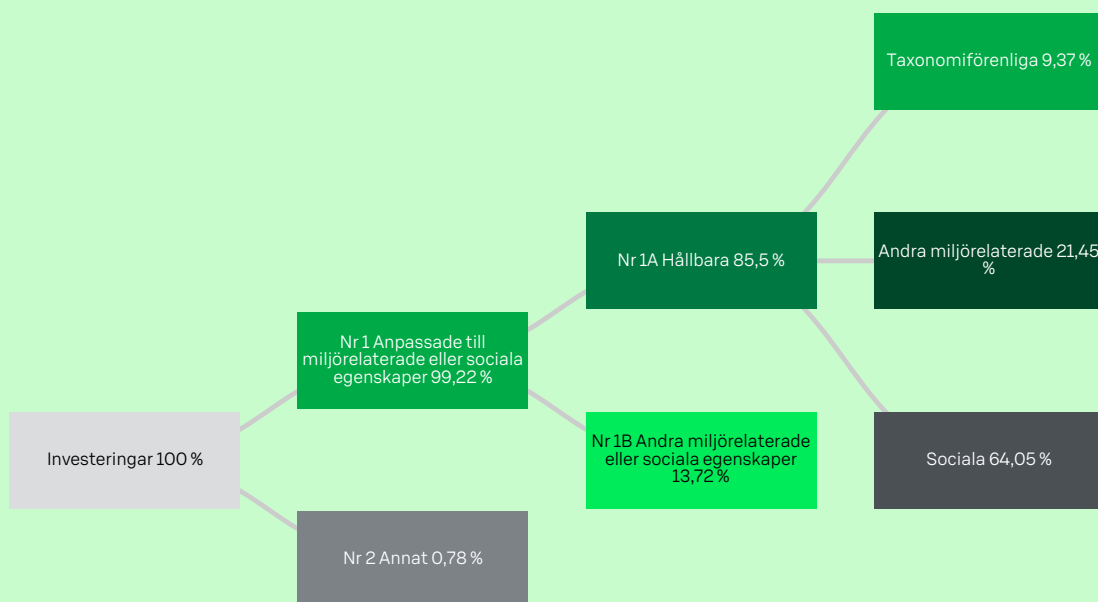 Taxonomiförenliga 9,37 %
Nr 1A Hållbara 85,5 %
Andra miljörelaterade 21,45
%
Nr 1 Anpassade till
miljörelaterade eller sociala
egenskaper 99,22 %
Investeringar 100 %
Nr 1B Andra miljörelaterade
eller sociala egenskaper
13,72 %
Sociala 64,05 %
Nr 2 Annat 0,78 %